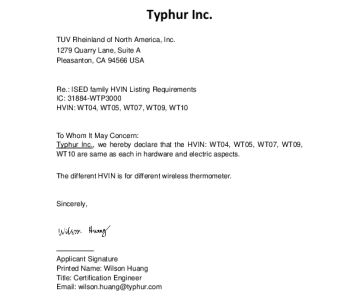 Typhur Inc.
TUV Rheinland of North America, Inc.
1279 Quarry Lane, Suite A
Pleasanton, CA 94566 USA
Re.: ISED family HVIN Listing Requirements
IC: 31884-WTP3000
HVIN: WT04, WT05, WT07, WT09, WT10
To Whom It May Concern:
Typhur Inc., we hereby declare that the HVIN: WT04, WT05, WT07, WT09,
WT10 are same as each in hardware and electric aspects.
The different HVIN is for different wireless thermometer.
Sincerely,
Wilson Huang
Applicant Signature
Printed Name: Wilson Huang
Title: Certification Engineer
Email: wilson.huang@typhur.com